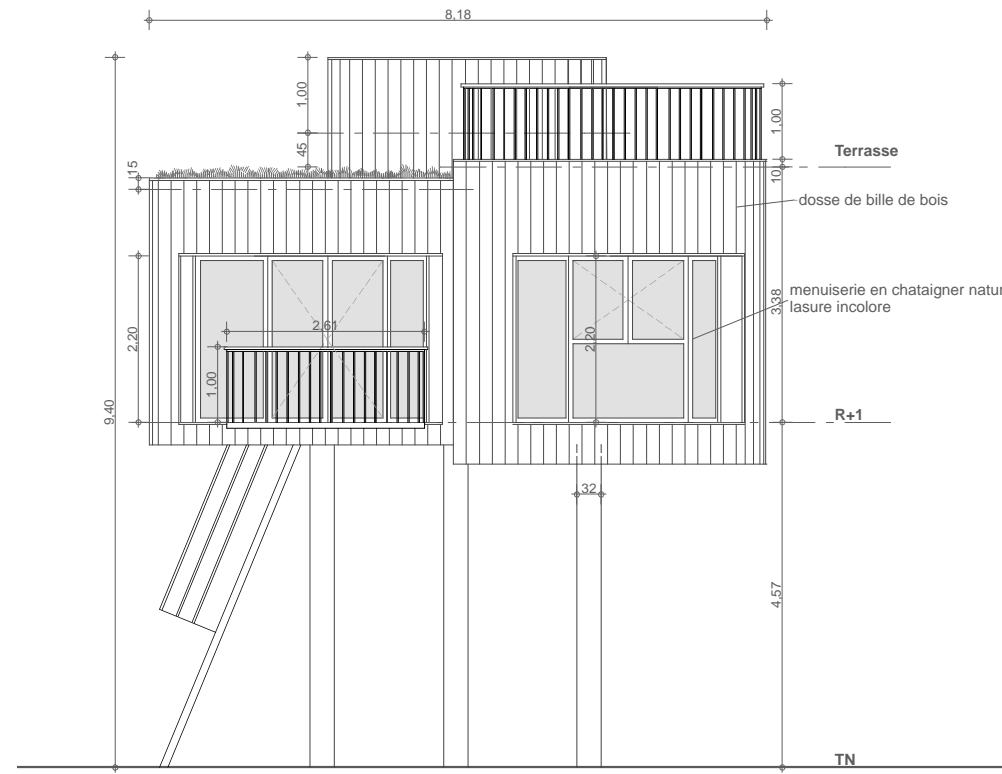 8,18
1.00
1.00
45
Terrasse
15
10
dosse de bille de bois
menuiserie en chataigner natur
lasure incolore
3.38
2.61
2.20
2.20
1.00
9.40
R+1
32
4,57
TN